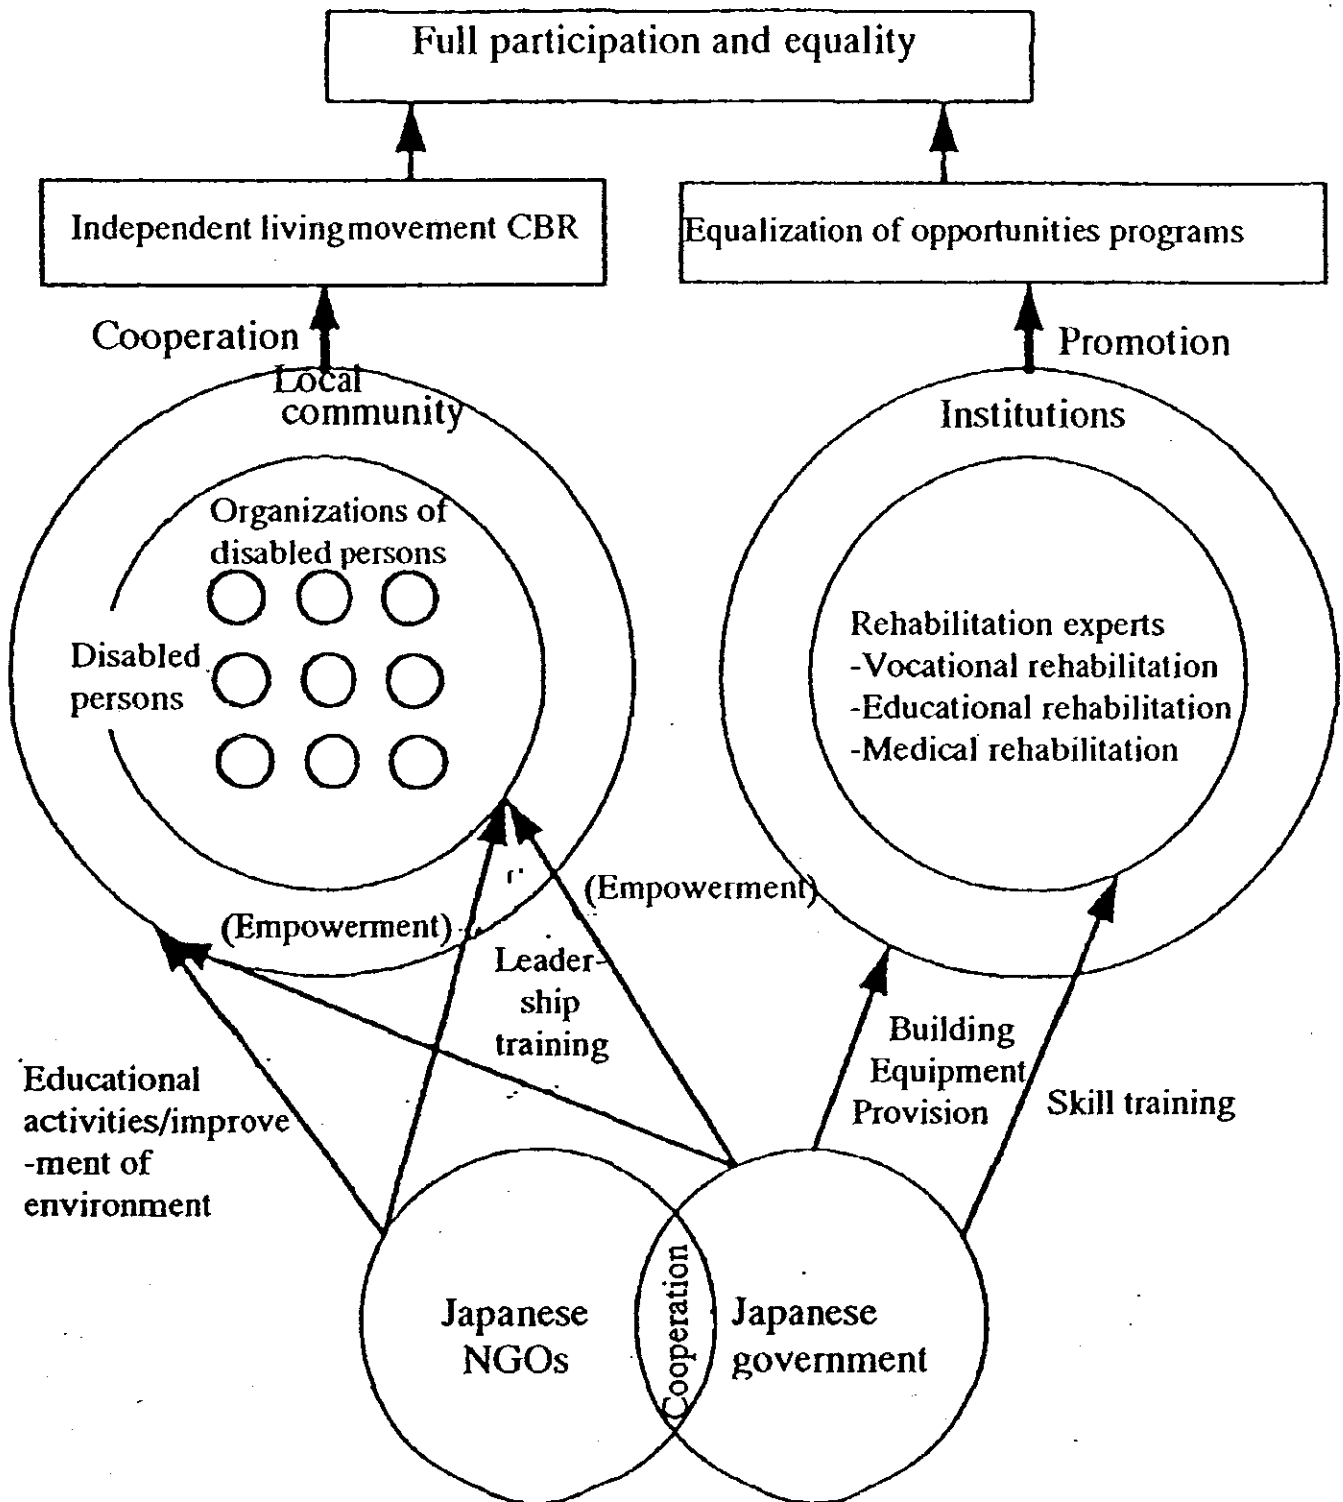 Full participation and equality
Independent living movement CBR
Equalization of opportunities programs
Cooperation
Promotion
Local
community
Institutions
Organizations of
disabled persons
Disabled
persons
Rehabilitation experts
-Vocational rehabilitation
-Educational rehabilitation
-Medical rehabilitation
(Empowerment)
(Empowerment)
Leader-
ship
training
Building
Equipment
Provision
Skill training
Educational
activities/improve
-ment of
environment
Japanese
NGOs
Cooperation
Japanese
government